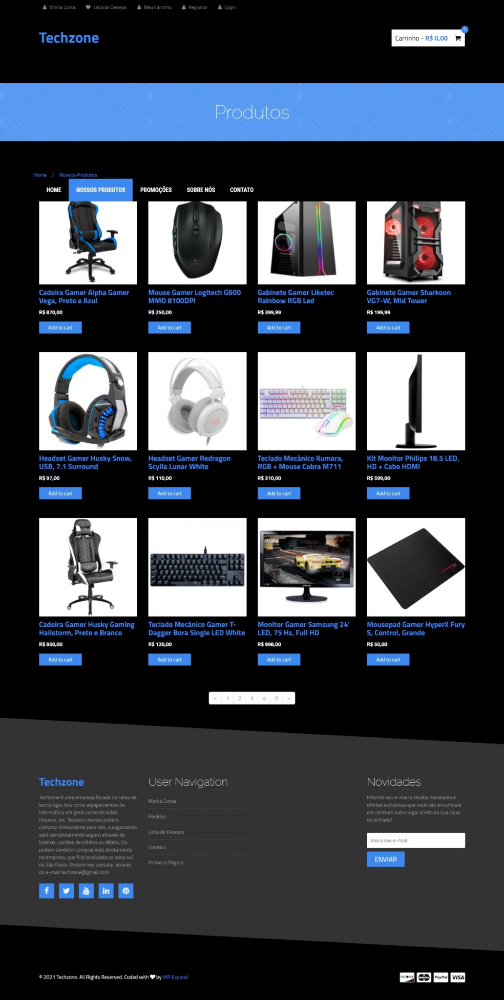 Minha Conta
Lista de Desejos
Meu Carrinho
Registrar
Login
Techzone
Carrinho - R$ 0,00
5
Produtos
Home / Nossos Produtos
HOME
NOSSOS PRODUTOS
PROMOÇÕES
SOBRE NÓS
CONTATO
Cadeira Gamer Alpha Gamer
Vega, Preto e Azul
R$ 870,00
Add to cart
Mouse Gamer Logitech G600
MMO 8100DPI
R$ 250,00
Add to cart
Gabinete Gamer Liketec
Rainbow RGB Led
R$ 399,99
Add to cart
Gabinete Gamer Sharkoon
VG7-W, Mid Tower
R$ 199,99
Add to cart
Headset Gamer Husky Snow,
USB, 7.1 Surround
R$ 97,00
Add to cart
Headset Gamer Redragon
Scylla Lunar White
R$ 110,00
Add to cart
Teclado Mecânico Kumara,
RGB + Mouse Cobra M711
R$ 310,00
Add to cart
Kit Monitor Philips 18.5 LED,
HD + Cabo HDMI
R$ 599,00
Add to cart
Cadeira Gamer Husky Gaming
Hailstorm, Preto e Branco
R$ 950,00
Add to cart
Teclado Mecânico Gamer T-
Dagger Bora Single LED White
R$ 120,00
Add to cart
SAMSUNG
Monitor Gamer Samsung 24'
LED, 75 Hz, Full HD
R$ 998,00
Add to cart
HYPERX
Mousepad Gamer HyperX Fury
S, Control, Grande
R$ 50,00
Add to cart
« 1 2 3 4 5 »
Techzone
Techzone é uma empresa focada no ramo de
tecnologia, tais como equipamentos de
informática em geral como teclados,
mouses, etc. Nossos clientes podem
comprar diretamente pelo site, o pagamento
será completamente seguro através de
boletos, cartões de crédito ou débito. Ou
podem também comprar indo diretamente
na empresa, que fica localizada na zona sul
de São Paulo. Podem nos contatar através
do e-mail techzone@gmail.com
User Navigation
Minha Conta
Pedidos
Lista de Desejos
Contato
Primeira Página
Novidades
Informe seu e-mail e receba novidades e
ofertas exclusivas que você não encontrará
em nenhum outro lugar direto na sua caixa
de entrada!
Insira seu e-mail
ENVIAR
© 2021 Techzone. All Rights Reserved. Coded with by WP Expand
DISCOVER
MasterCard
PayPal
VISA